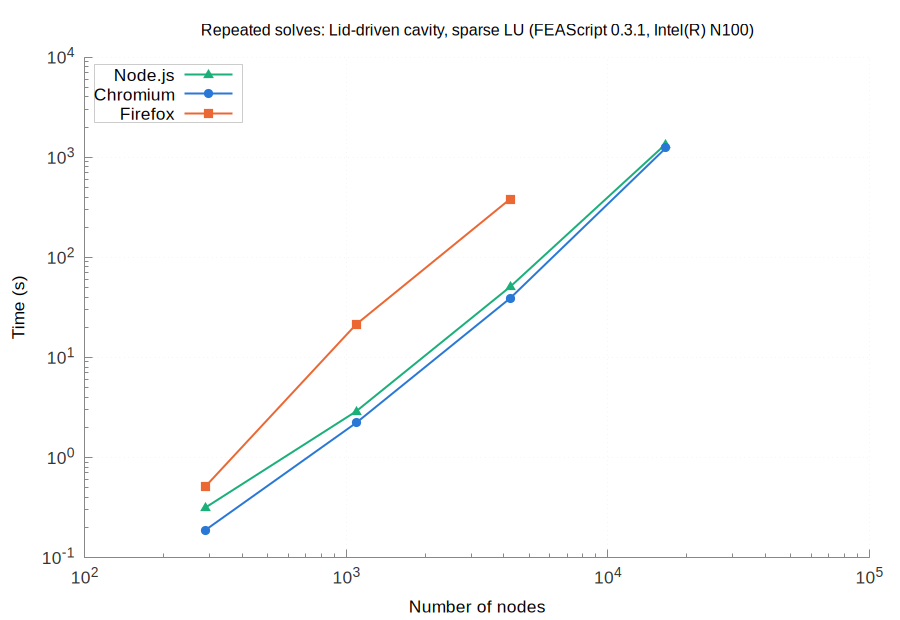 Repeated solves: Lid-driven cavity, sparse LU (FEAScript 0.3.1, Intel(R) N100)
10^4
Node.js
Chromium
Firefox
10^3
10^2
Time (s)
10^1
10^0
10^-1
10^2 10^3 10^4 10^5
Number of nodes